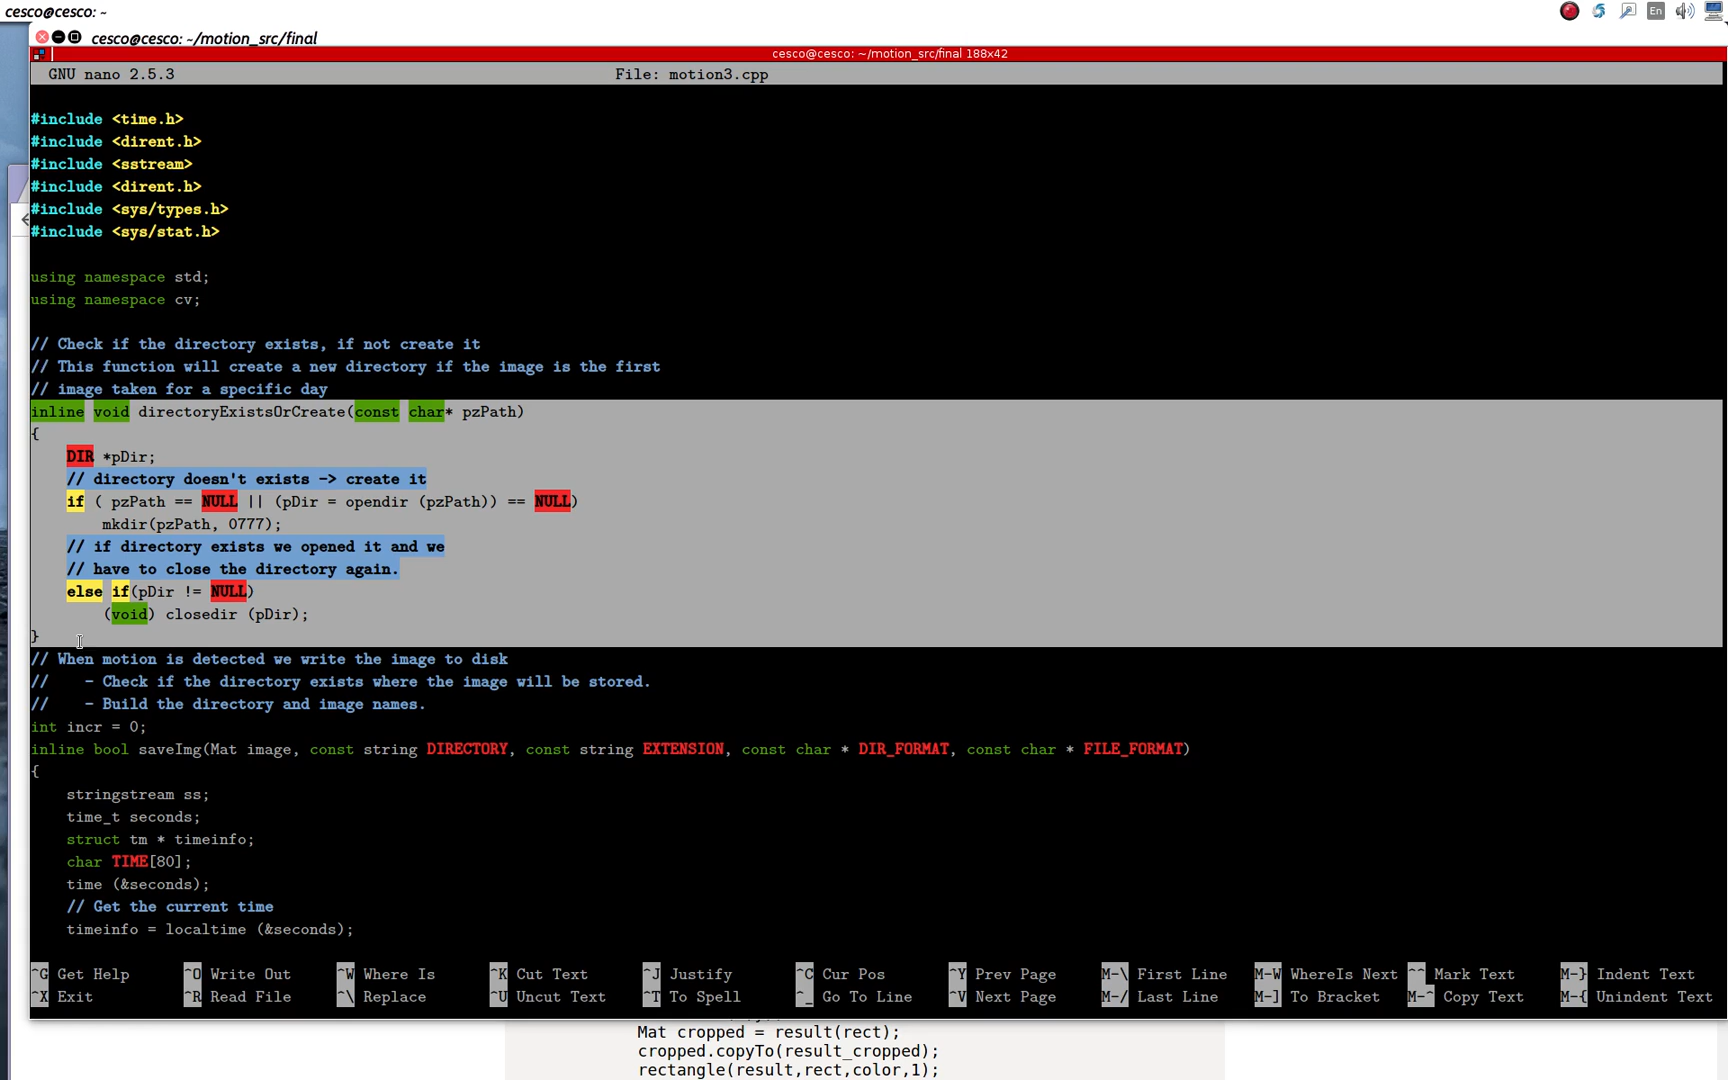 cesco@cesco: ~
En
cesco@cesco: ~/motion_src/final
cesco@cesco: ~/motion_src/final 188x42
GNU nano 2.5.3 File: motion3.cpp
#include <time.h>
#include <dirent.h>
#include <sstream>
#include <dirent.h>
#include <sys/types.h>
#include <sys/stat.h>
using namespace std;
using namespace cv;
// Check if the directory exists, if not create it
// This function will create a new directory if the image is the first
// image taken for a specific day
inline void directoryExistsOrCreate(const char* pzPath)
{
    DIR *pDir;
    // directory doesn't exists -> create it
    if ( pzPath == NULL || (pDir = opendir (pzPath)) == NULL)
        mkdir(pzPath, 0777);
    // if directory exists we opened it and we
    // have to close the directory again.
    else if(pDir != NULL)
        (void) closedir (pDir);
}
// When motion is detected we write the image to disk
//    - Check if the directory exists where the image will be stored.
//    - Build the directory and image names.
int incr = 0;
inline bool saveImg(Mat image, const string DIRECTORY, const string EXTENSION, const char * DIR_FORMAT, const char * FILE_FORMAT)
{
    stringstream ss;
    time_t seconds;
    struct tm * timeinfo;
    char TIME[80];
    time (&seconds);
    // Get the current time
    timeinfo = localtime (&seconds);
^G Get Help ^O Write Out ^W Where Is ^K Cut Text ^J Justify ^C Cur Pos ^Y Prev Page M-\ First Line M-W WhereIs Next ^^ Mark Text M-} Indent Text
^X Exit ^R Read File ^\ Replace ^U Uncut Text ^T To Spell ^_ Go To Line ^V Next Page M-/ Last Line M-] To Bracket M-^ Copy Text M-{ Unindent Text
Mat cropped = result(rect);
cropped.copyTo(result_cropped);
rectangle(result,rect,color,1);